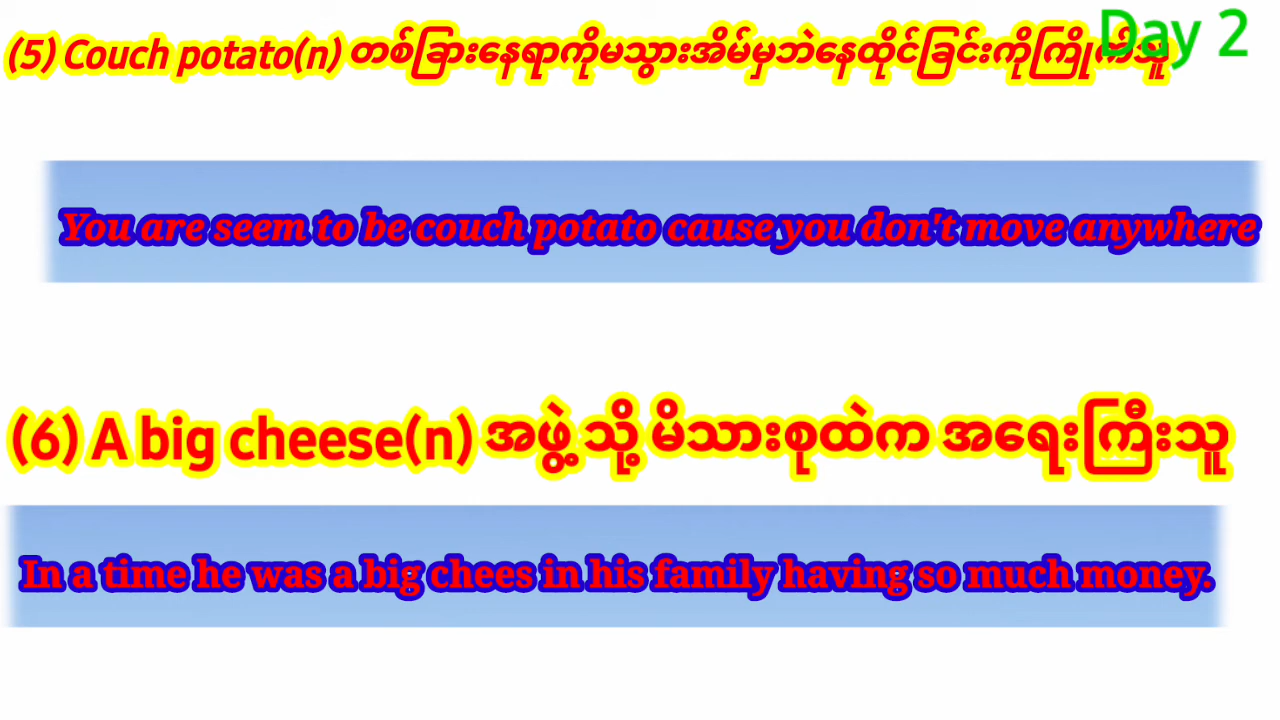 Day 2
(5) Couch potato(n) တစ်ခြားနေရာကိုမသွားအိမ်မှဘဲနေထိုင်ခြင်းကိုကြိုက်သူ
You are seem to be couch potato cause you don't move anywhere
(6) A big cheese(n) အဖွဲ့သို့ မိသားစုထဲက အရေးကြီးသူ
In a time he was a big chees in his family having so much money.